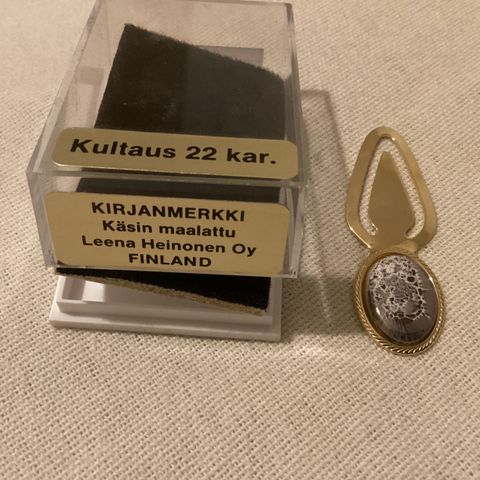 Kultaus 22 kar.
KIRJANMERKKI
Käsin maalattu
Leena Heinonen Oy
FINLAND